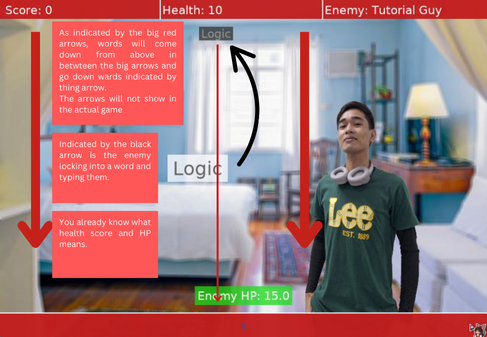 Score: 0
Health: 10
Enemy: Tutorial Guy
As indicated by the big red
arrows, words will come
down from above in
betwteen the big arrows and
go down wards indicated by
thing arrow.
The arrows will not show in
the actual game
Logic
Indicated by the black
arrow is the enemy
locking into a word and
typing them.
Logic
You already know what
health score and HP
means.
Lee
EST. 1889
Enemy HP: 15.0